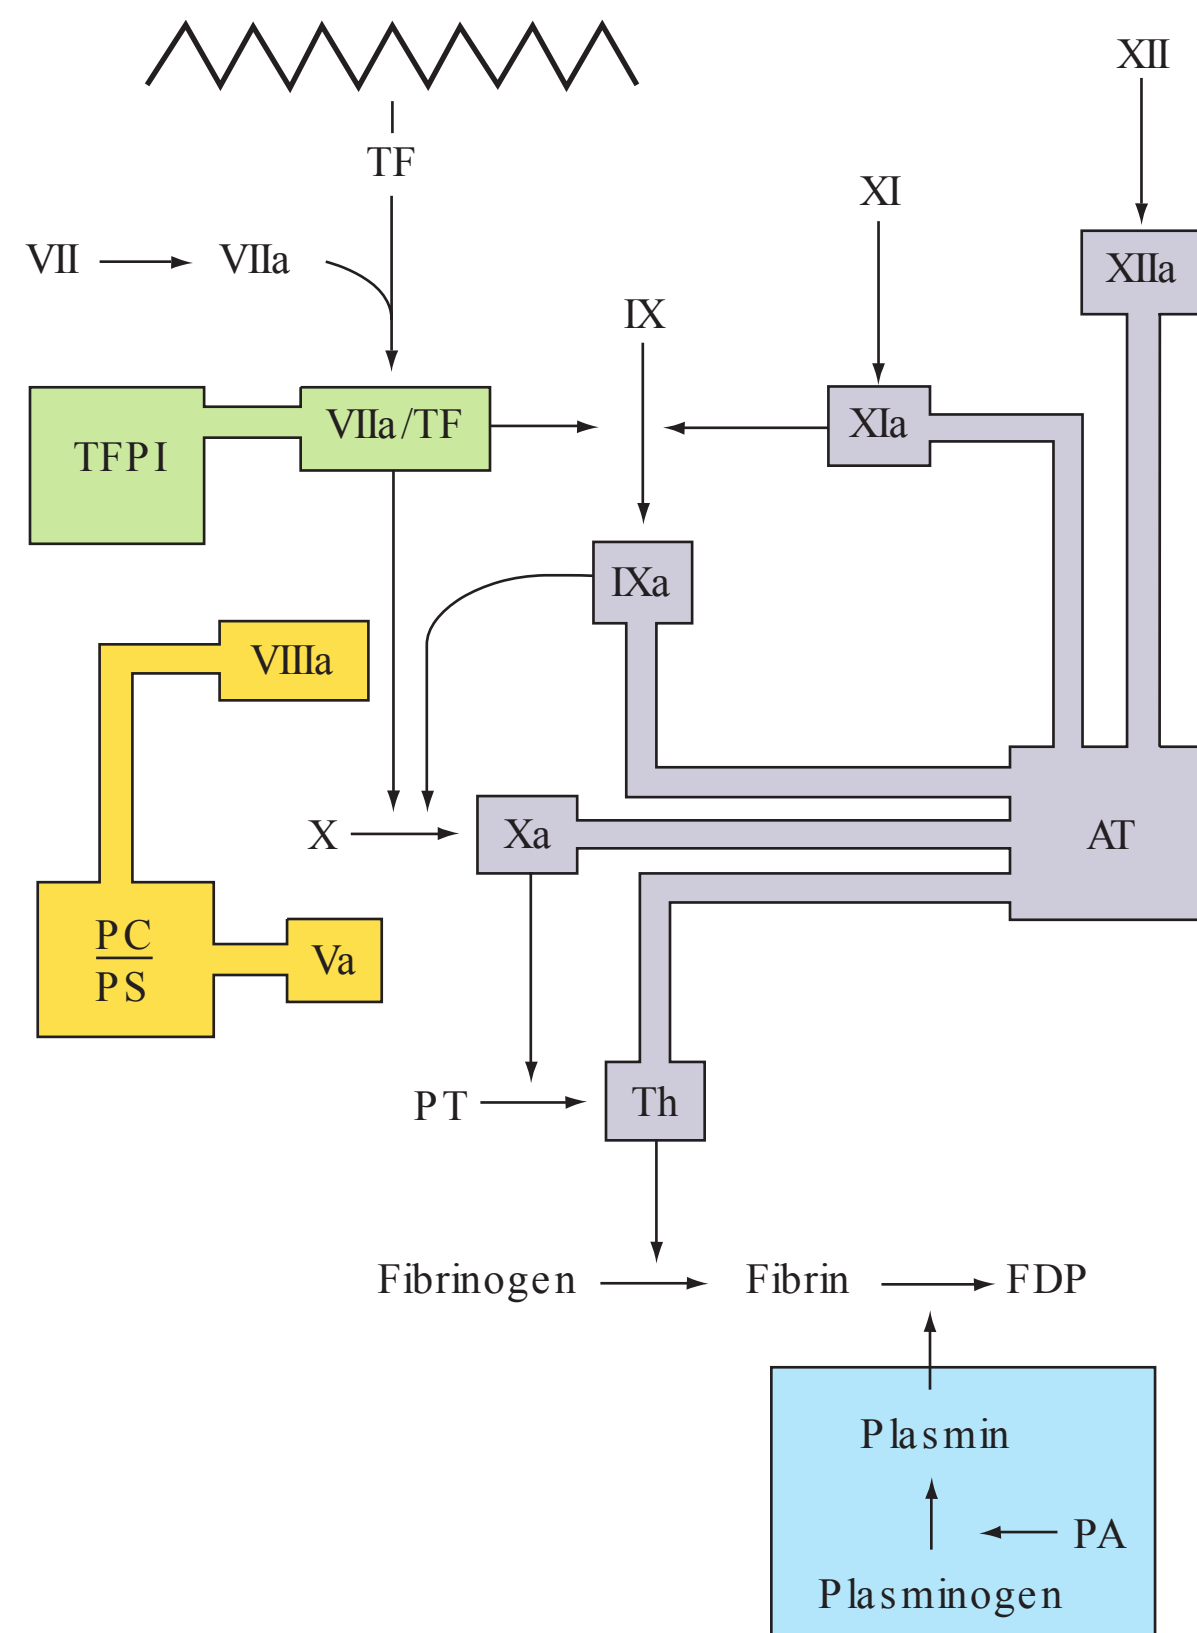 XII
TF
XI
VII
VIIa
XIIa
IX
VIIa/TF
XIa
TFPI
IXa
VIIIa
X
Xa
AT
PC
PS
Va
PT
Th
Fibrinogen
Fibrin
FDP
Plasmin
PA
Plasminogen